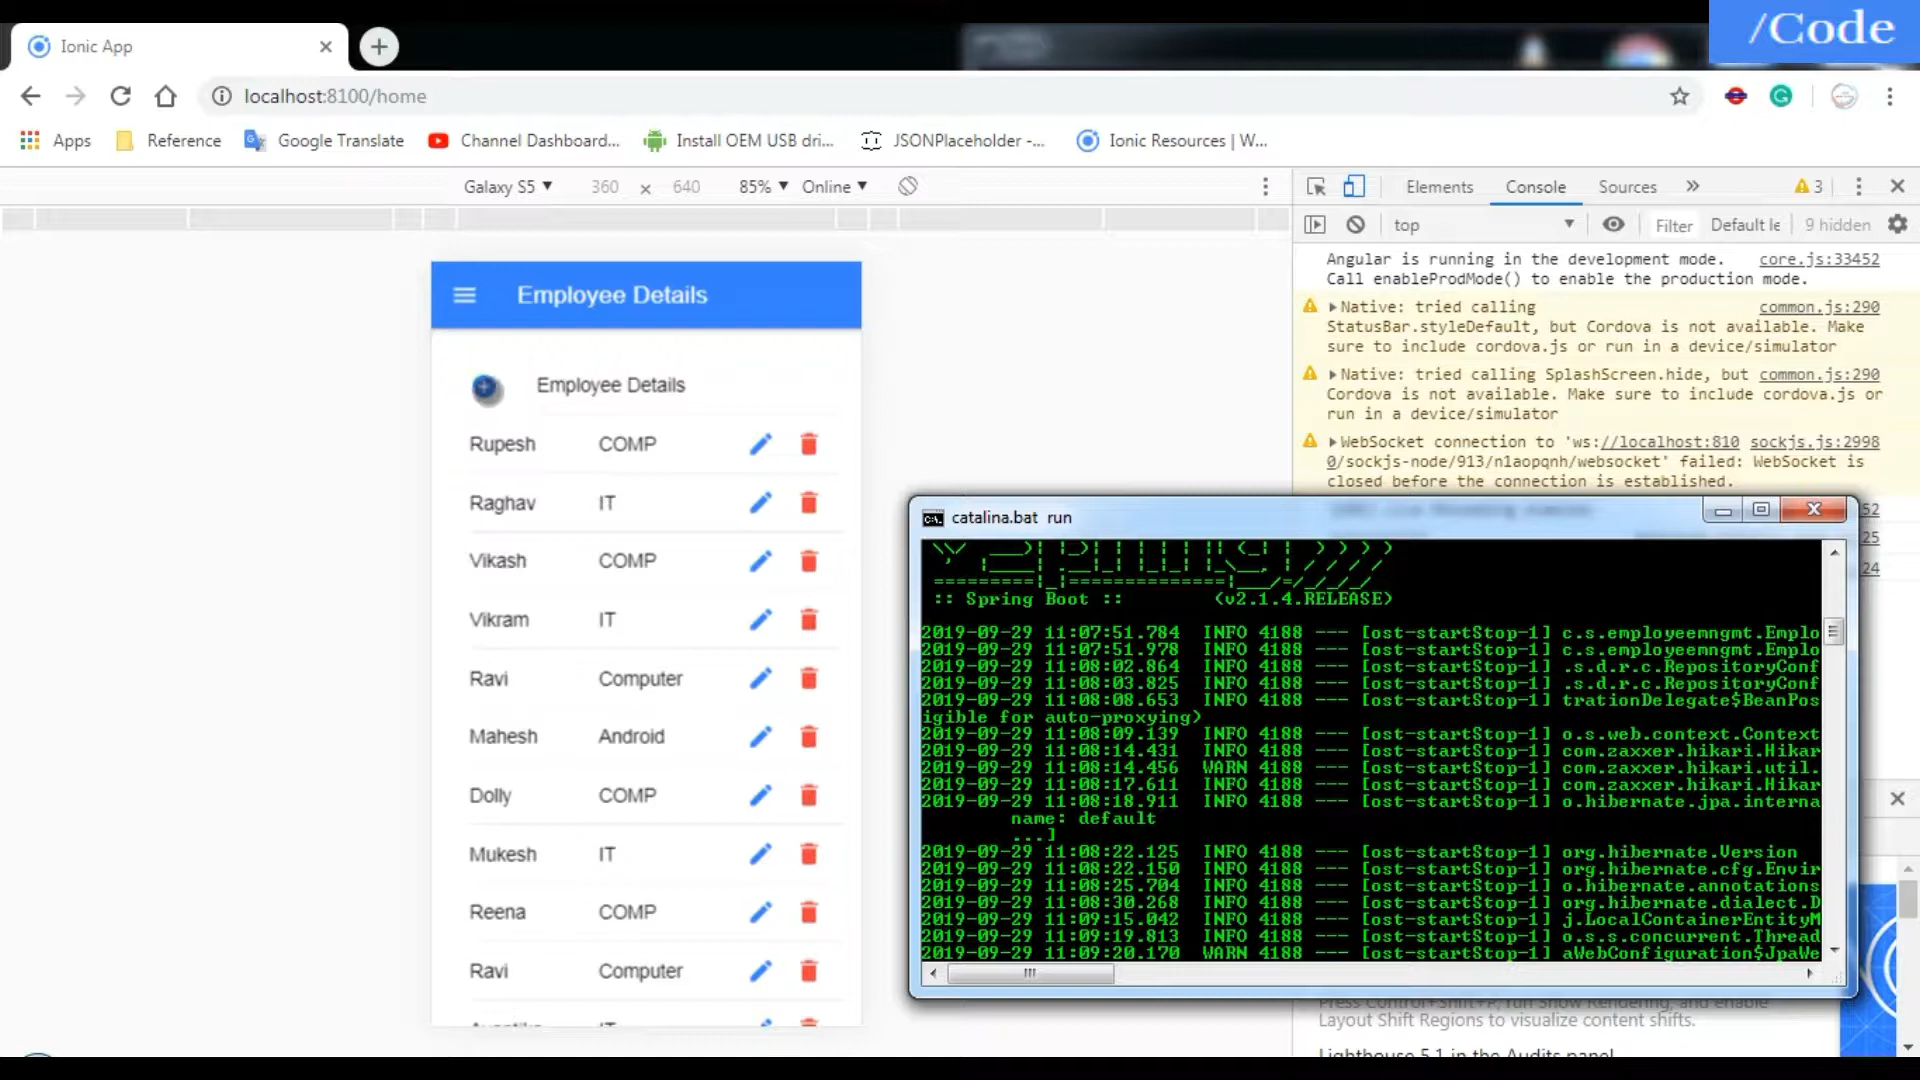 /Code
Ionic App
localhost:8100/home
Apps
Reference
Google Translate
Channel Dashboard...
Install OEM USB dri...
JSONPlaceholder -...
Ionic Resources | W...
Galaxy S5 ▼ 360 x 640 85% ▼ Online ▼
Elements Console Sources » 3
top ▼ Filter Default le 9 hidden
Angular is running in the development mode. core.js:33452
Call enableProdMode() to enable the production mode.
Native: tried calling common.js:290
StatusBar.styleDefault, but Cordova is not available. Make
sure to include cordova.js or run in a device/simulator
Native: tried calling SplashScreen.hide, but common.js:290
Cordova is not available. Make sure to include cordova.js or
run in a device/simulator
WebSocket connection to 'ws://localhost:810 sockjs.js:2998
0/sockjs-node/913/nlaopqnh/websocket' failed: WebSocket is
closed before the connection is established.
52
25
24
Employee Details
Employee Details
Rupesh COMP
Raghav IT
Vikash COMP
Vikram IT
Ravi Computer
Mahesh Android
Dolly COMP
Mukesh IT
Reena COMP
Ravi Computer
catalina.bat run
:: Spring Boot :: (v2.1.4.RELEASE)
2019-09-29 11:07:51.784 INFO 4188 --- [ost-startStop-1] c.s.employeemngmt.Emplo
2019-09-29 11:07:51.978 INFO 4188 --- [ost-startStop-1] c.s.employeemngmt.Emplo
2019-09-29 11:08:02.864 INFO 4188 --- [ost-startStop-1] .s.d.r.c.RepositoryConf
2019-09-29 11:08:03.825 INFO 4188 --- [ost-startStop-1] .s.d.r.c.RepositoryConf
2019-09-29 11:08:08.653 INFO 4188 --- [ost-startStop-1] trationDelegate$BeanPos
igible for auto-proxying)
2019-09-29 11:08:09.139 INFO 4188 --- [ost-startStop-1] o.s.web.context.Context
2019-09-29 11:08:14.431 INFO 4188 --- [ost-startStop-1] com.zaxxer.hikari.Hikar
2019-09-29 11:08:14.456 WARN 4188 --- [ost-startStop-1] com.zaxxer.hikari.util.
2019-09-29 11:08:17.611 INFO 4188 --- [ost-startStop-1] com.zaxxer.hikari.Hikar
2019-09-29 11:08:18.911 INFO 4188 --- [ost-startStop-1] o.hibernate.jpa.interna
name: default
...]
2019-09-29 11:08:22.125 INFO 4188 --- [ost-startStop-1] org.hibernate.Version
2019-09-29 11:08:22.150 INFO 4188 --- [ost-startStop-1] org.hibernate.cfg.Envir
2019-09-29 11:08:25.704 INFO 4188 --- [ost-startStop-1] o.hibernate.annotations
2019-09-29 11:08:30.268 INFO 4188 --- [ost-startStop-1] org.hibernate.dialect.D
2019-09-29 11:09:15.042 INFO 4188 --- [ost-startStop-1] j.LocalContainerEntityM
2019-09-29 11:09:19.813 INFO 4188 --- [ost-startStop-1] o.s.s.concurrent.Thread
2019-09-29 11:09:20.170 WARN 4188 --- [ost-startStop-1] aWebConfiguration$JpaWe
Press Control+Shift+P, run Show Rendering, and enable
Layout Shift Regions to visualize content shifts.
Lighthouse 5.1 in the Audits panel